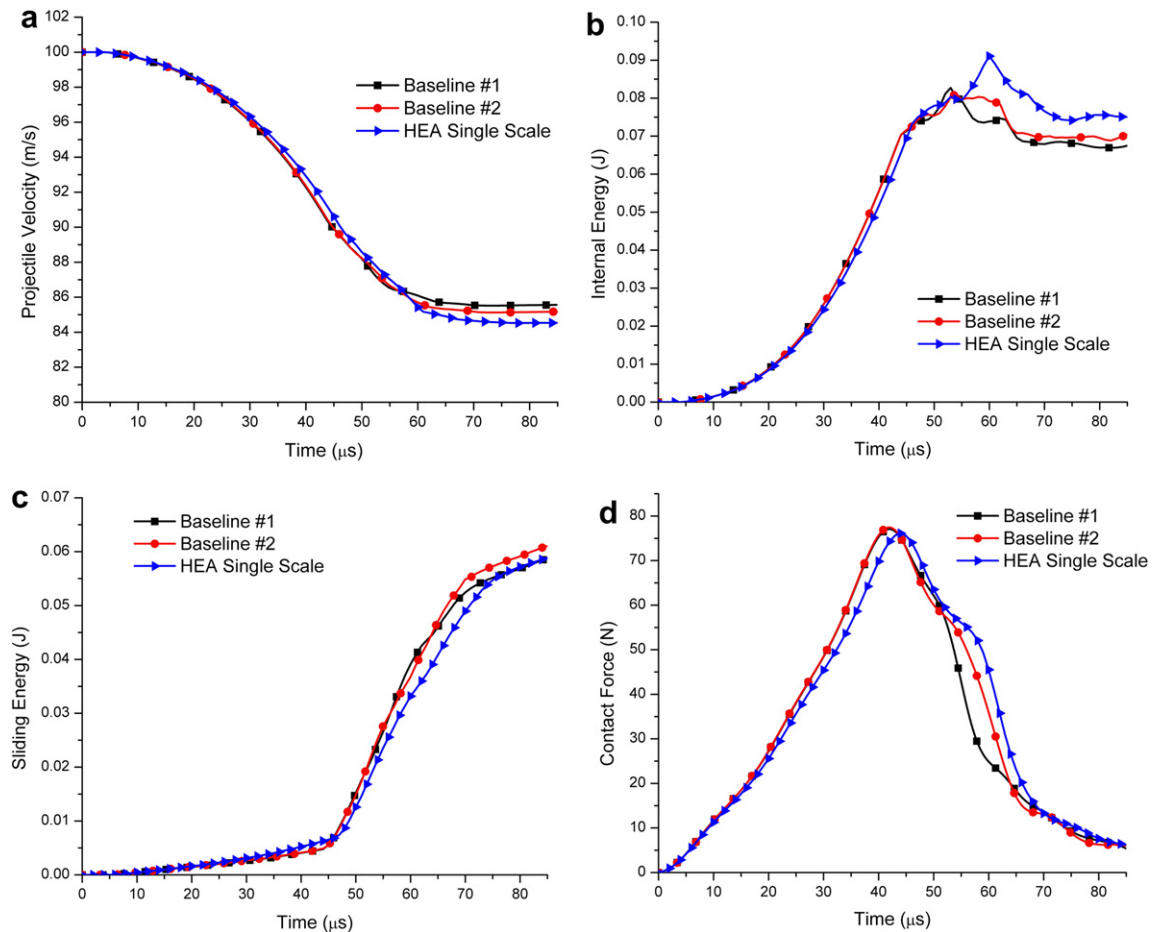 a
102
100
98
96
94
92
90
88
86
84
82
80
Projectile Velocity (m/s)
Baseline #1
Baseline #2
HEA Single Scale
0 10 20 30 40 50 60 70 80
Time (μs)
b
0.10
0.09
0.08
0.07
0.06
0.05
0.04
0.03
0.02
0.01
0.00
Internal Energy (J)
Baseline #1
Baseline #2
HEA Single Scale
0 10 20 30 40 50 60 70 80
Time (μs)
c
0.07
0.06
0.05
0.04
0.03
0.02
0.01
0.00
Sliding Energy (J)
Baseline #1
Baseline #2
HEA Single Scale
0 10 20 30 40 50 60 70 80
Time (μs)
d
80
70
60
50
40
30
20
10
0
Contact Force (N)
Baseline #1
Baseline #2
HEA Single Scale
0 10 20 30 40 50 60 70 80
Time (μs)